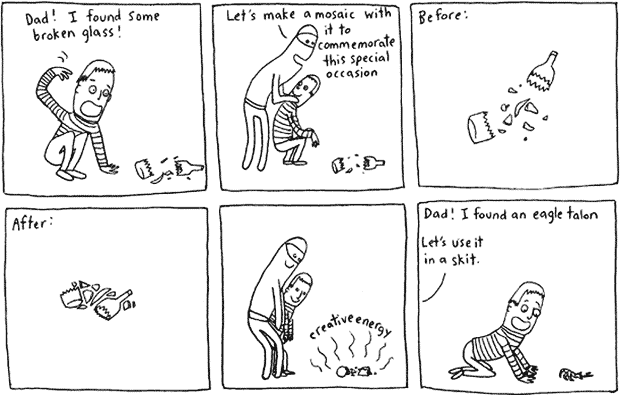 Dad! I found some
broken glass!
Let's make a mosaic with
it to
commemorate
this special
occasion
Before:
After:
creative energy
Dad! I found an eagle talon
Let's use it
in a skit.